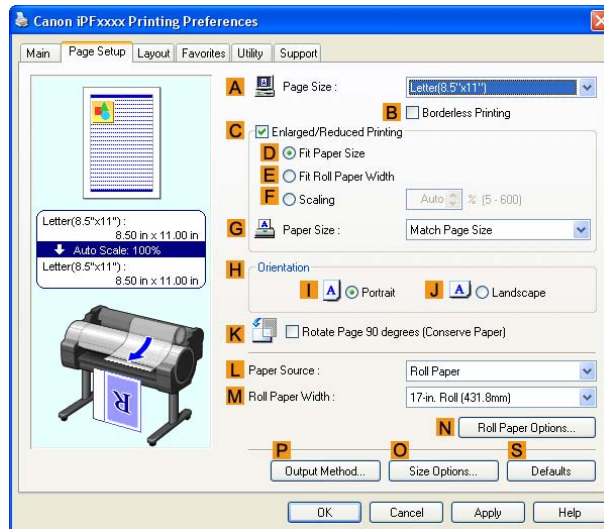 Canon iPFxxxx Printing Preferences
Main Page Setup Layout Favorites Utility Support
A Page Size : Letter(8.5"x11")
B Borderless Printing
C Enlarged/Reduced Printing
D Fit Paper Size
E Fit Roll Paper Width
F Scaling Auto % (5 - 600)
G A Paper Size : Match Page Size
Letter(8.5"x11") :
8.50 in x 11.00 in
Auto Scale: 100%
Letter(8.5"x11") :
8.50 in x 11.00 in
H Orientation
I A Portrait J A Landscape
K Rotate Page 90 degrees (Conserve Paper)
L Paper Source : Roll Paper
M Roll Paper Width : 17-in. Roll (431.8mm)
R
N Roll Paper Options...
P O S
Output Method... Size Options... Defaults
OK Cancel Apply Help